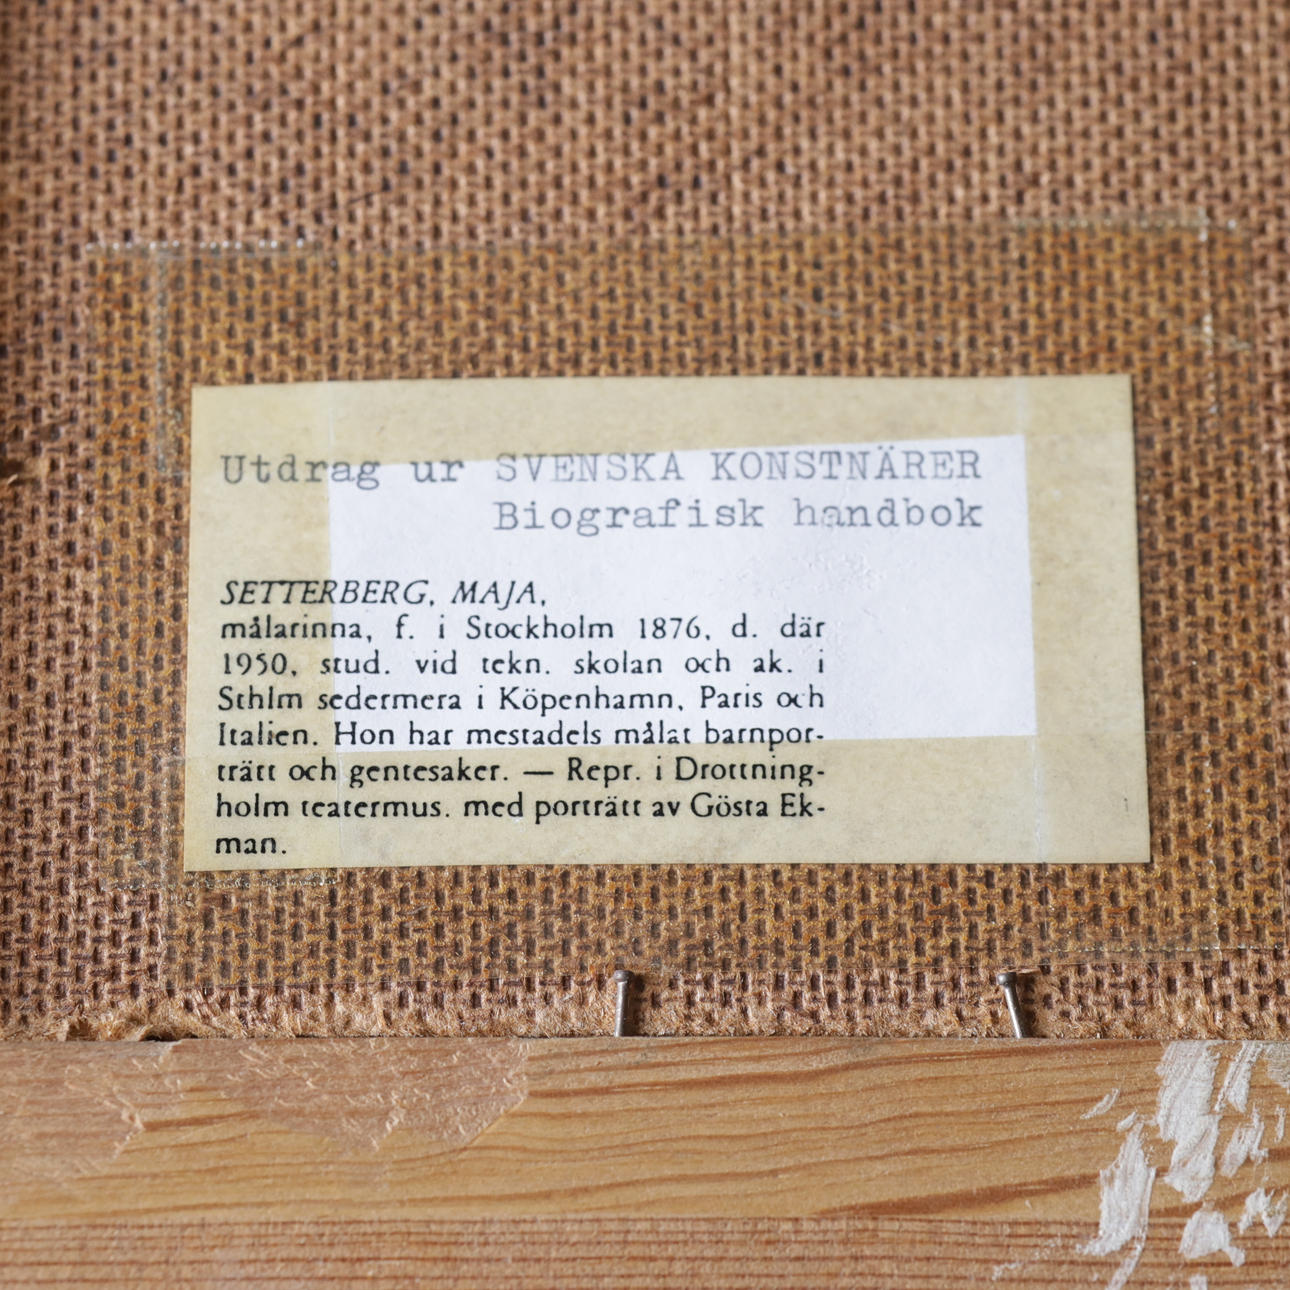 Utdrag ur SVENSKA KONSTNÄRER
Biografisk handbok
SETTERBERG, MAJA,
målarinna, f. i Stockholm 1876, d. där
1950, stud. vid tekn. skolan och ak. i
Sthlm sedermera i Köpenhamn, Paris och
Italien. Hon har mestadels målat barnpor-
trätt och genresaker. — Repr. i Drottning-
holm teatermus. med porträtt av Gösta Ek-
man.